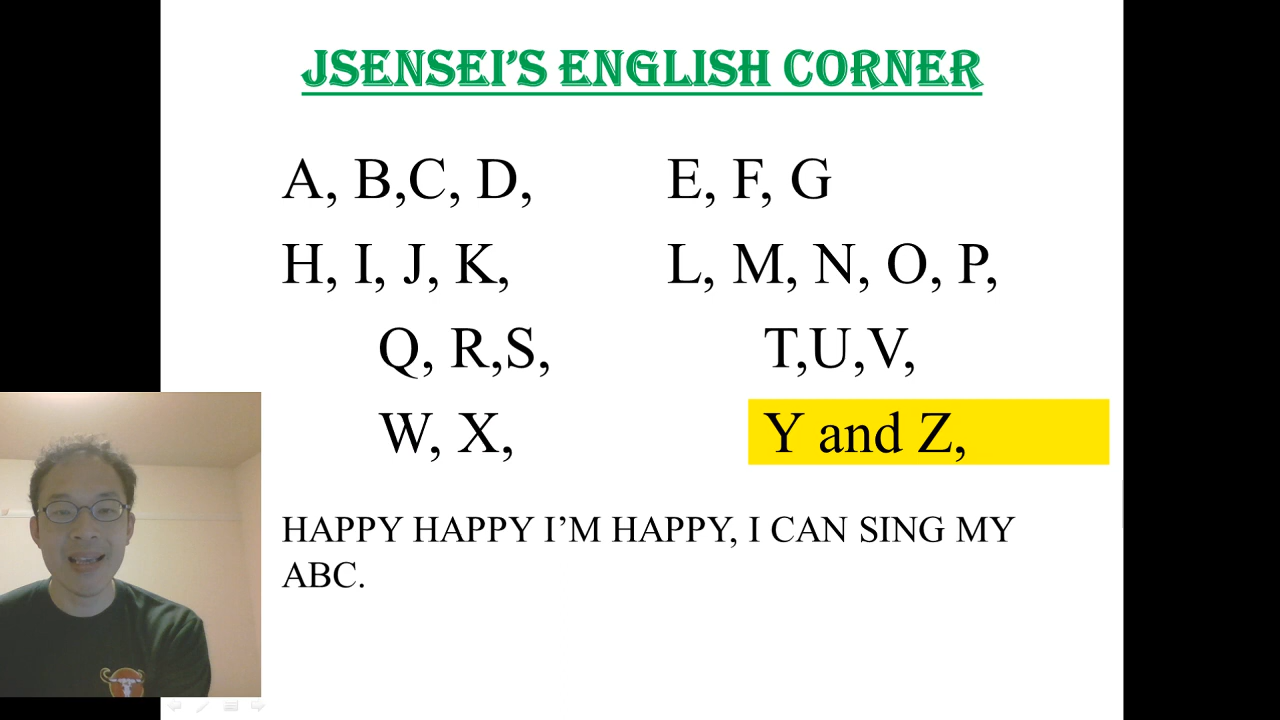 JSENSEI'S ENGLISH CORNER
A, B,C, D, E, F, G
H, I, J, K, L, M, N, O, P,
Q, R,S, T,U,V,
W, X, Y and Z,
HAPPY HAPPY I'M HAPPY, I CAN SING MY
ABC.